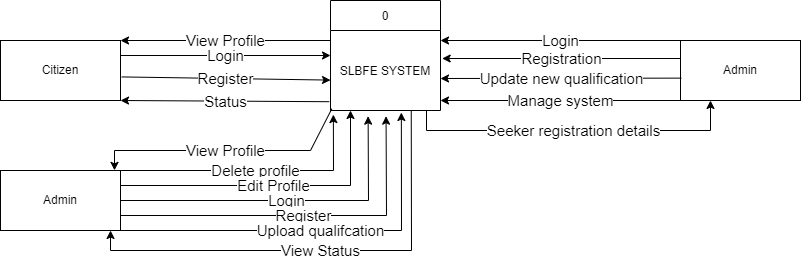 0
View Profile
Login
Login
Registration
Citizen
SLBFE SYSTEM
Admin
Register
Update new qualification
Status
Manage system
Seeker registration details
View Profile
Delete profile
Edit Profile
Admin
Login
Register
Upload qualifcation
View Status